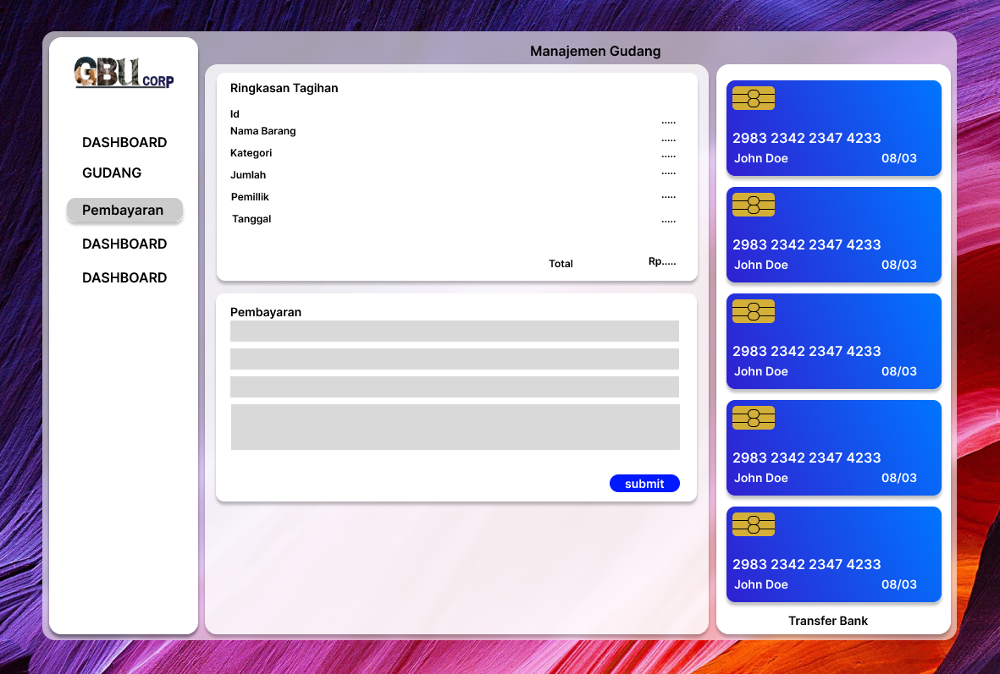 GBU CORP
DASHBOARD
GUDANG
Pembayaran
DASHBOARD
DASHBOARD
Manajemen Gudang
Ringkasan Tagihan
Id .....
Nama Barang .....
Kategori .....
Jumlah .....
Pemillik .....
Tanggal .....
Total Rp.....
Pembayaran
submit
2983 2342 2347 4233
John Doe 08/03
2983 2342 2347 4233
John Doe 08/03
2983 2342 2347 4233
John Doe 08/03
2983 2342 2347 4233
John Doe 08/03
2983 2342 2347 4233
John Doe 08/03
Transfer Bank